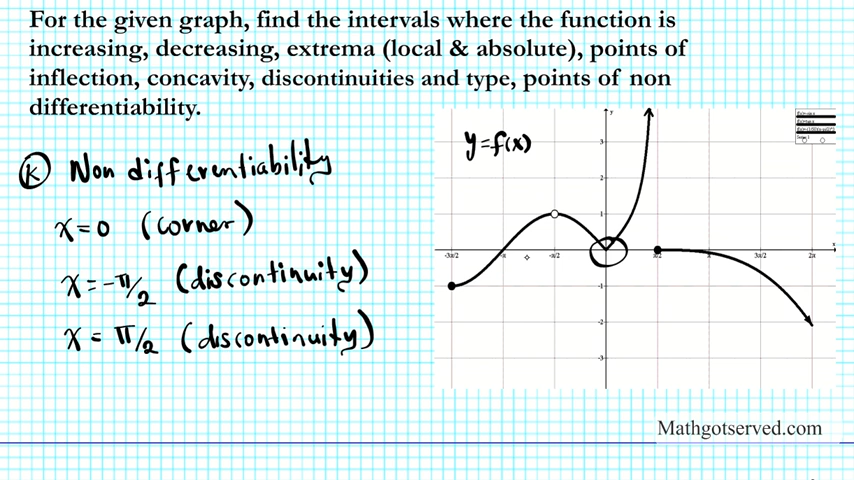 For the given graph, find the intervals where the function is
increasing, decreasing, extrema (local & absolute), points of
inflection, concavity, discontinuities and type, points of non
differentiability.
(K) Non differentiability
x=0 (corner)
x=-π/2 (discontinuity)
x=π/2 (discontinuity)
y=f(x)
y
3
2
1
-3π/2 -π -π/2 π/2 π 3π/2 2π x
-1
-2
-3
Mathgotserved.com